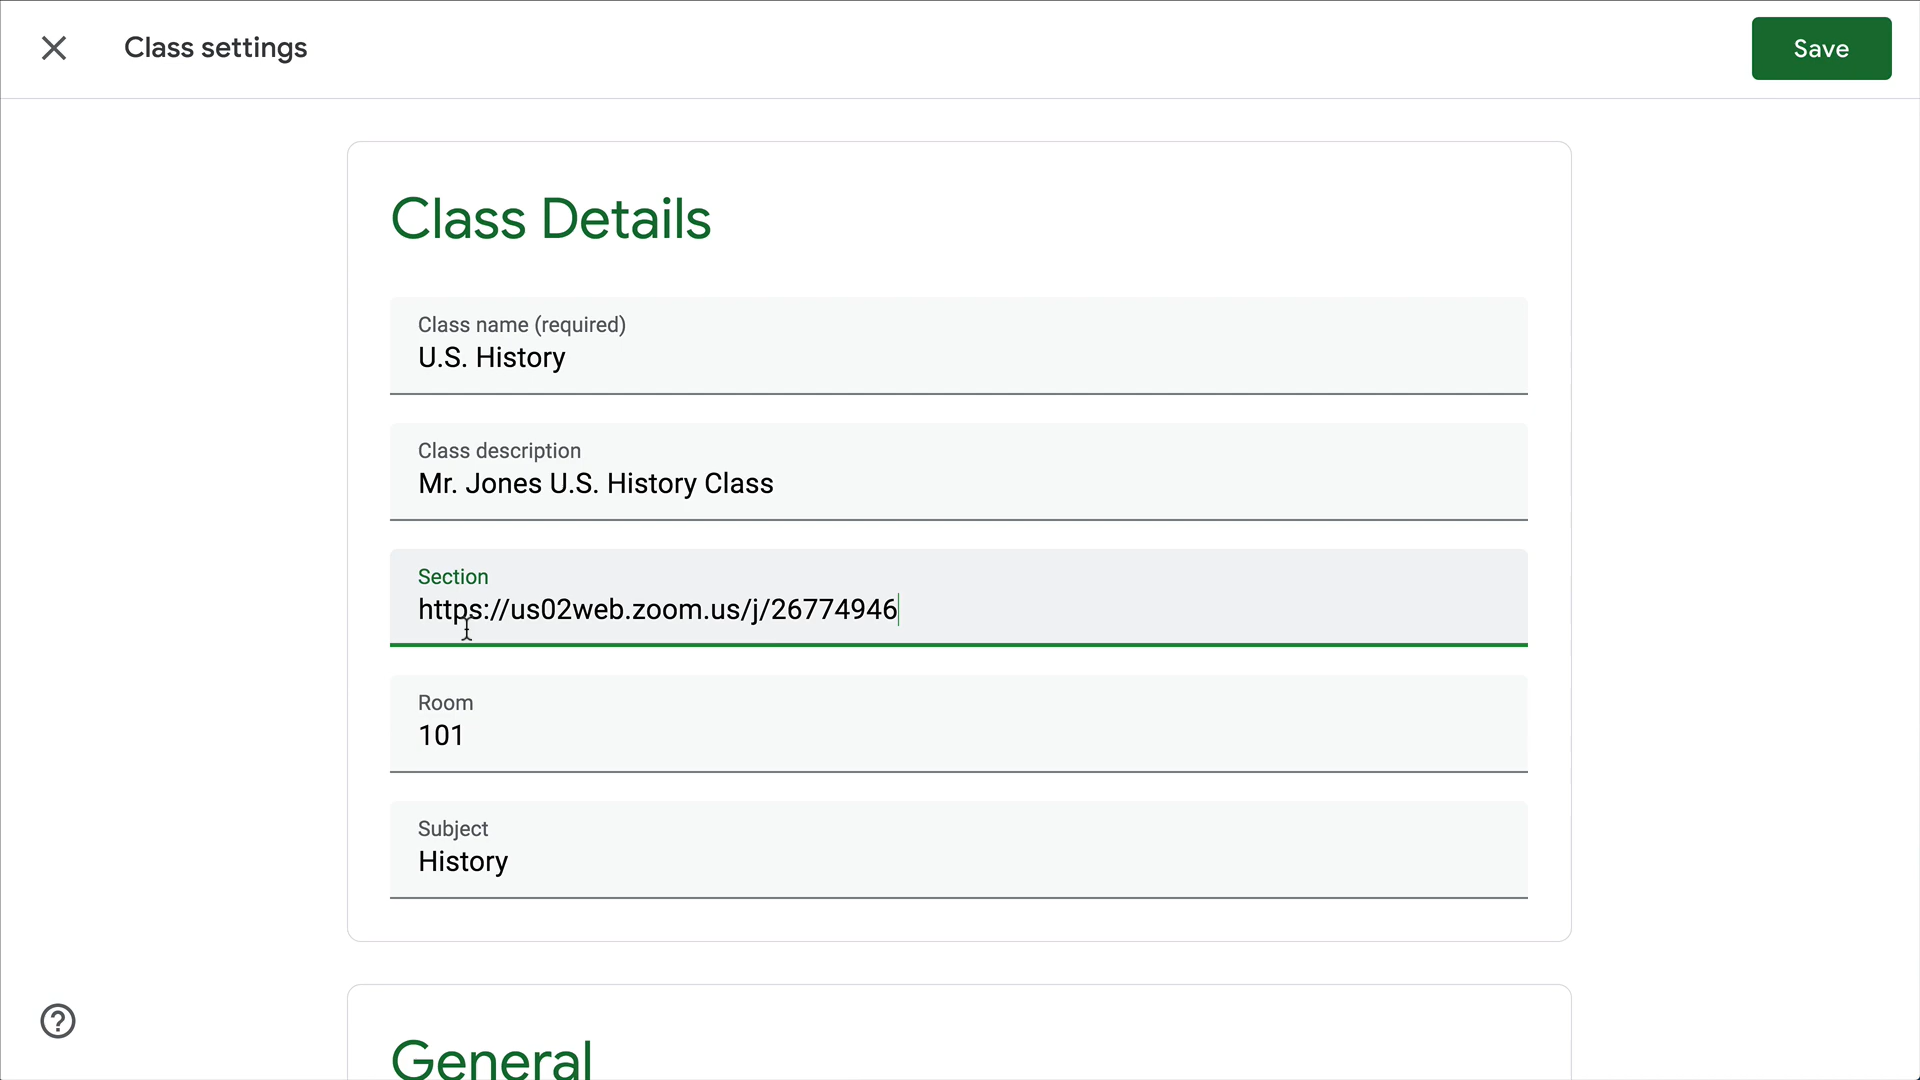 Class settings
Save
Class Details
Class name (required)
U.S. History
Class description
Mr. Jones U.S. History Class
Section
https://us02web.zoom.us/j/26774946
Room
101
Subject
History
General